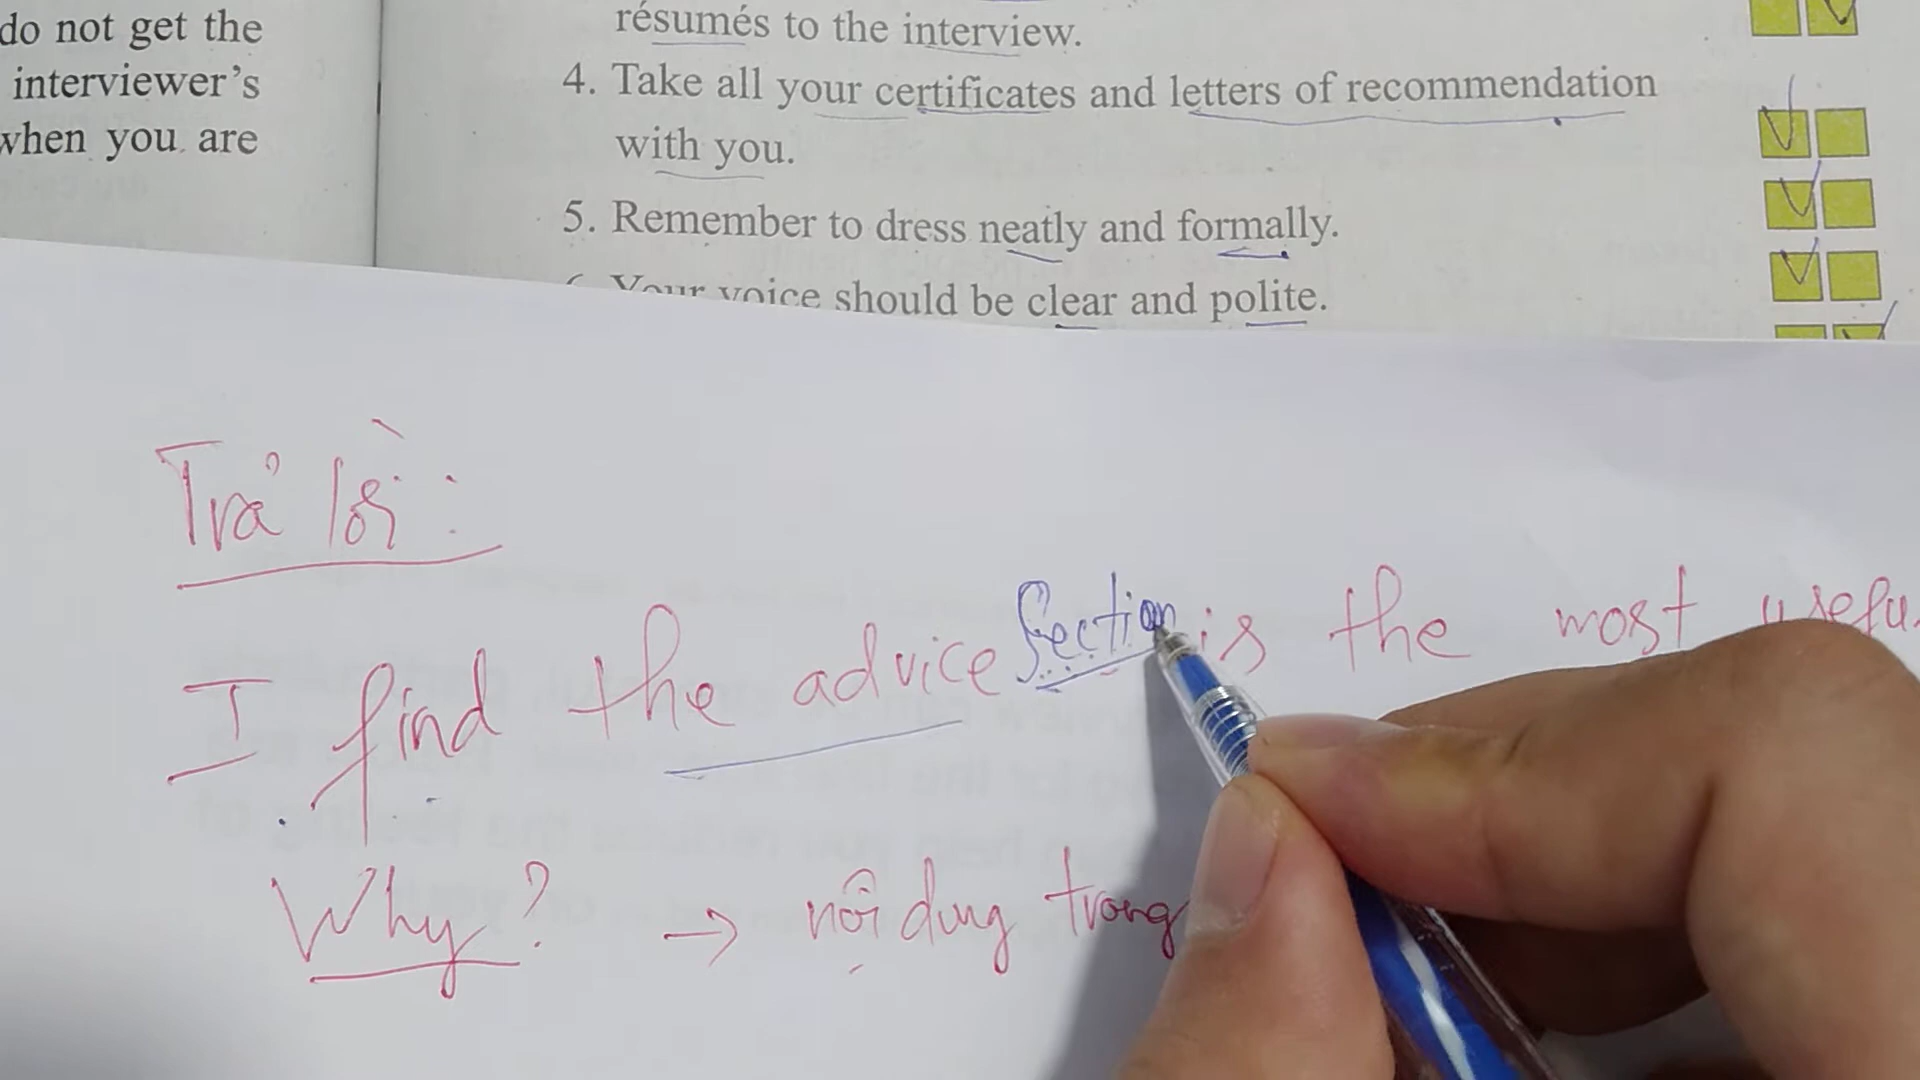 do not get the
interviewer's
when you are
résumés to the interview.
4. Take all your certificates and letters of recommendation
with you.
5. Remember to dress neatly and formally.
Your voice should be clear and polite.
Trả lời:
I find the advice Section is the most
Why? → nội dung trong